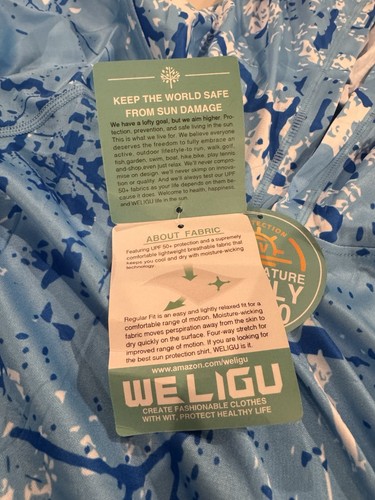 KEEP THE WORLD SAFE
FROM SUN DAMAGE
We have a lofty goal, but we aim higher. Pro-
tection, prevention, and safe living in the sun.
This is what we live for. We believe everyone
deserves the freedom to fully embrace an
active, outdoor lifestyle-to run, walk,golf,
fish,garden, swim, boat, hike,bike, play tennis
and-shop,even just relax. We'll never compro-
mise on design, we'll never skimp on innova-
tion or quality. And we'll always test our UPF
50+ fabrics as your life depends on them-be-
cause it does. Welcome to health, happiness,
and WELIGU life in the sun.
ABOUT FABRIC
Featuring UPF 50+ protection and a supremely
comfortable lightweight breathable fabric that
keeps you cool and dry with moisture-wicking
technology.
Regular Fit is an easy and lightly relaxed fit for a
comfortable range of motion. Moisture-wicking
fabric moves perspiration away from the skin to
dry quickly on the surface. Four-way stretch for
improved range of motion. If you are looking for
the best sun protection shirt, WELIGU is it.
www.amazon.com/weligu
WELIGU
CREATE FASHIONABLE CLOTHES
WITH WIT, PROTECT HEALTHY LIFE